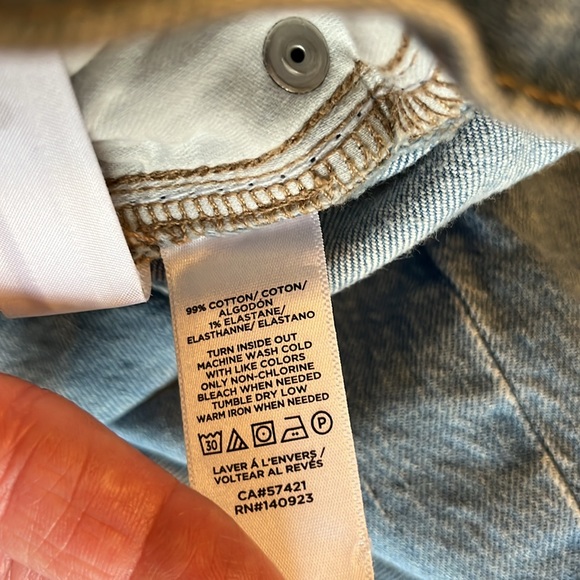 99% COTTON/ COTON/
ALGODÓN
1% ELASTANE/
ELASTHANNE/ ELASTANO
TURN INSIDE OUT
MACHINE WASH COLD
WITH LIKE COLORS
ONLY NON-CHLORINE
BLEACH WHEN NEEDED
TUMBLE DRY LOW
WARM IRON WHEN NEEDED
30 P
LAVER Á L'ENVERS/
VOLTEAR AL REVÉS
CA#57421
RN#140923